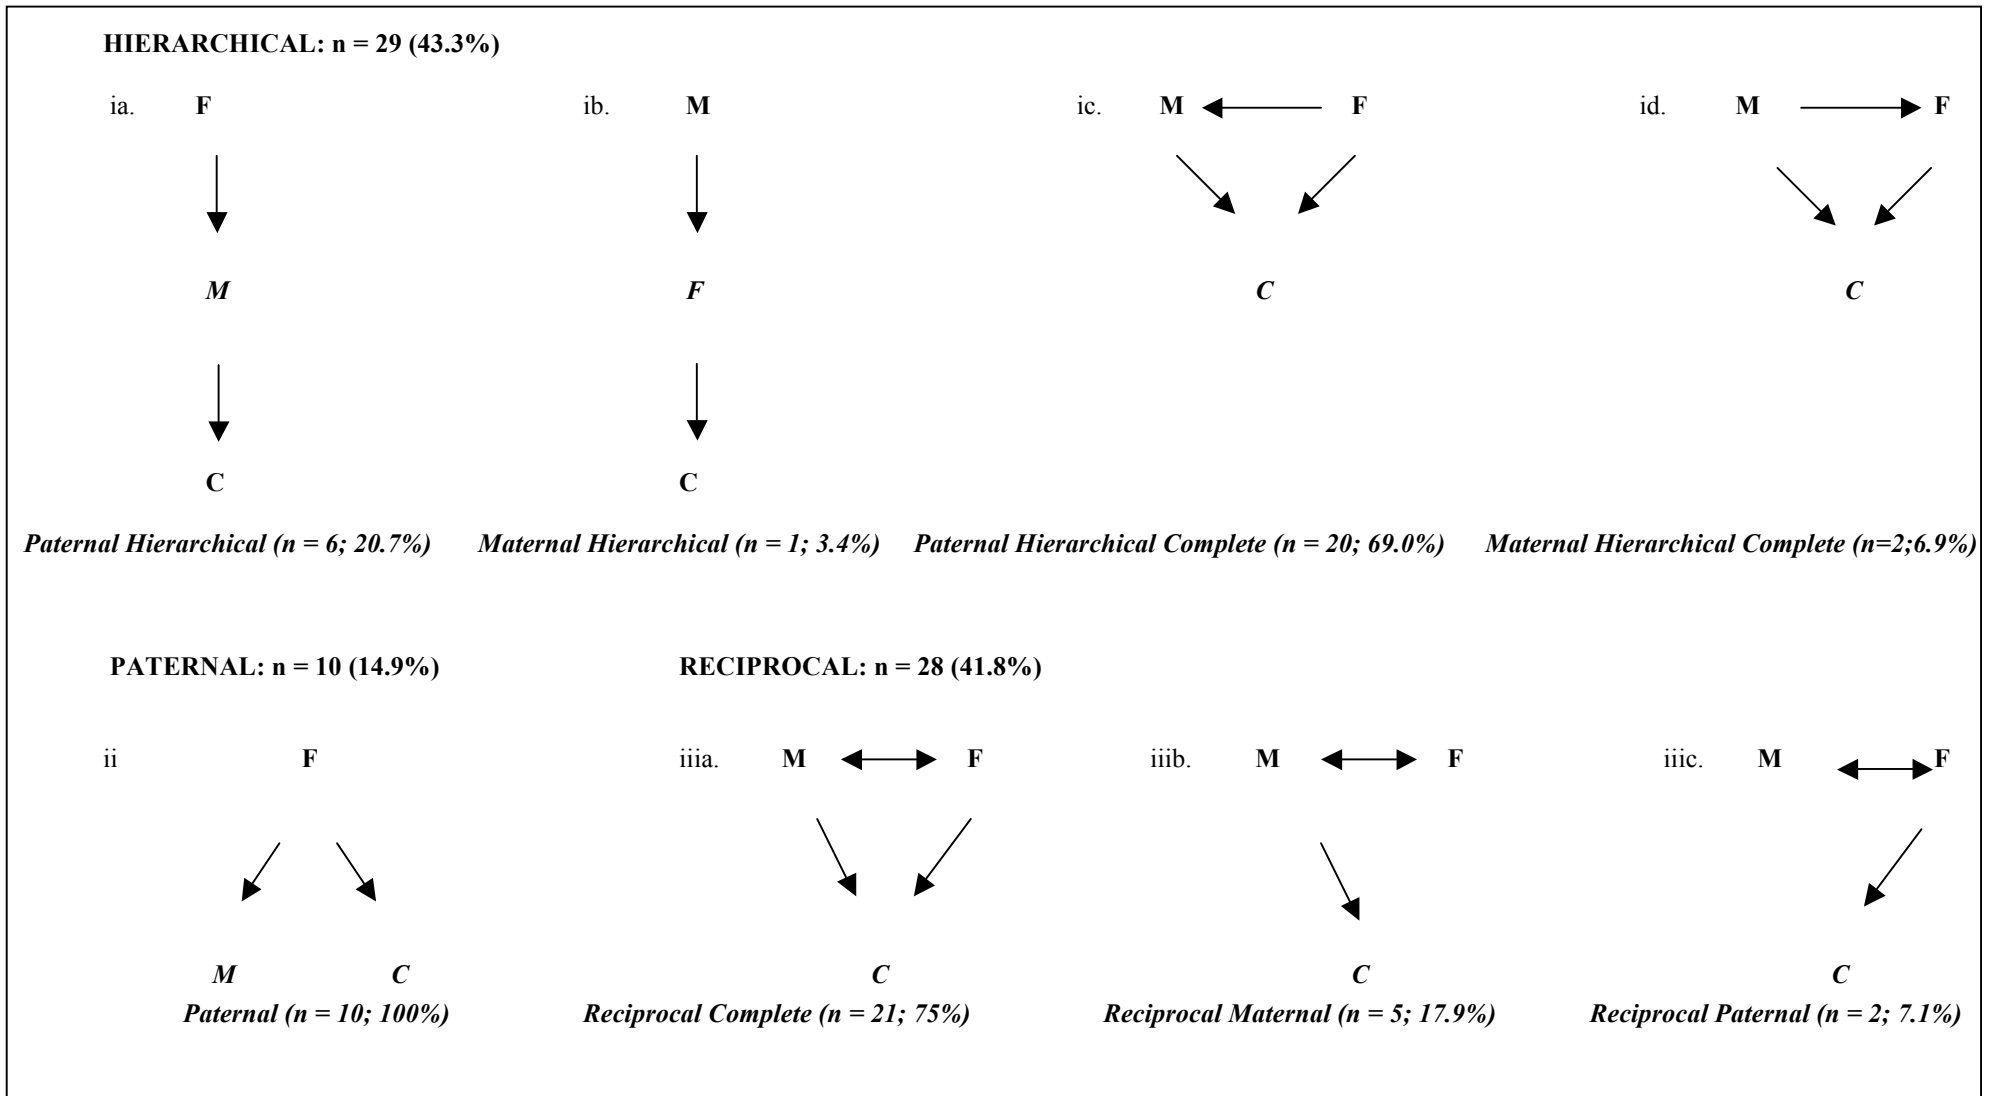 HIERARCHICAL: n = 29 (43.3%)
ia. F ib. M ic. M F id. M F
M F C C
C C
Paternal Hierarchical (n = 6; 20.7%) Maternal Hierarchical (n = 1; 3.4%) Paternal Hierarchical Complete (n = 20; 69.0%) Maternal Hierarchical Complete (n=2;6.9%)
PATERNAL: n = 10 (14.9%) RECIPROCAL: n = 28 (41.8%)
ii F iiia. M F iiib. M F iiic. M F
M C C C C
Paternal (n = 10; 100%) Reciprocal Complete (n = 21; 75%) Reciprocal Maternal (n = 5; 17.9%) Reciprocal Paternal (n = 2; 7.1%)